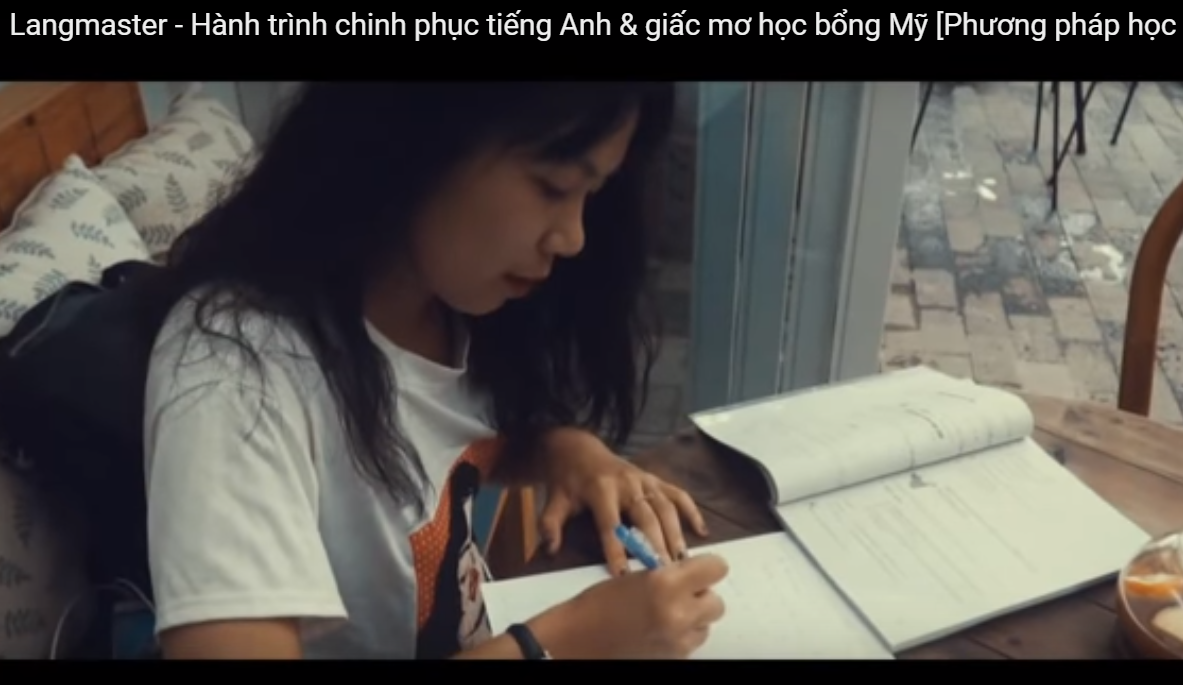 Langmaster - Hành trình chinh phục tiếng Anh & giấc mơ học bổng Mỹ [Phương pháp học